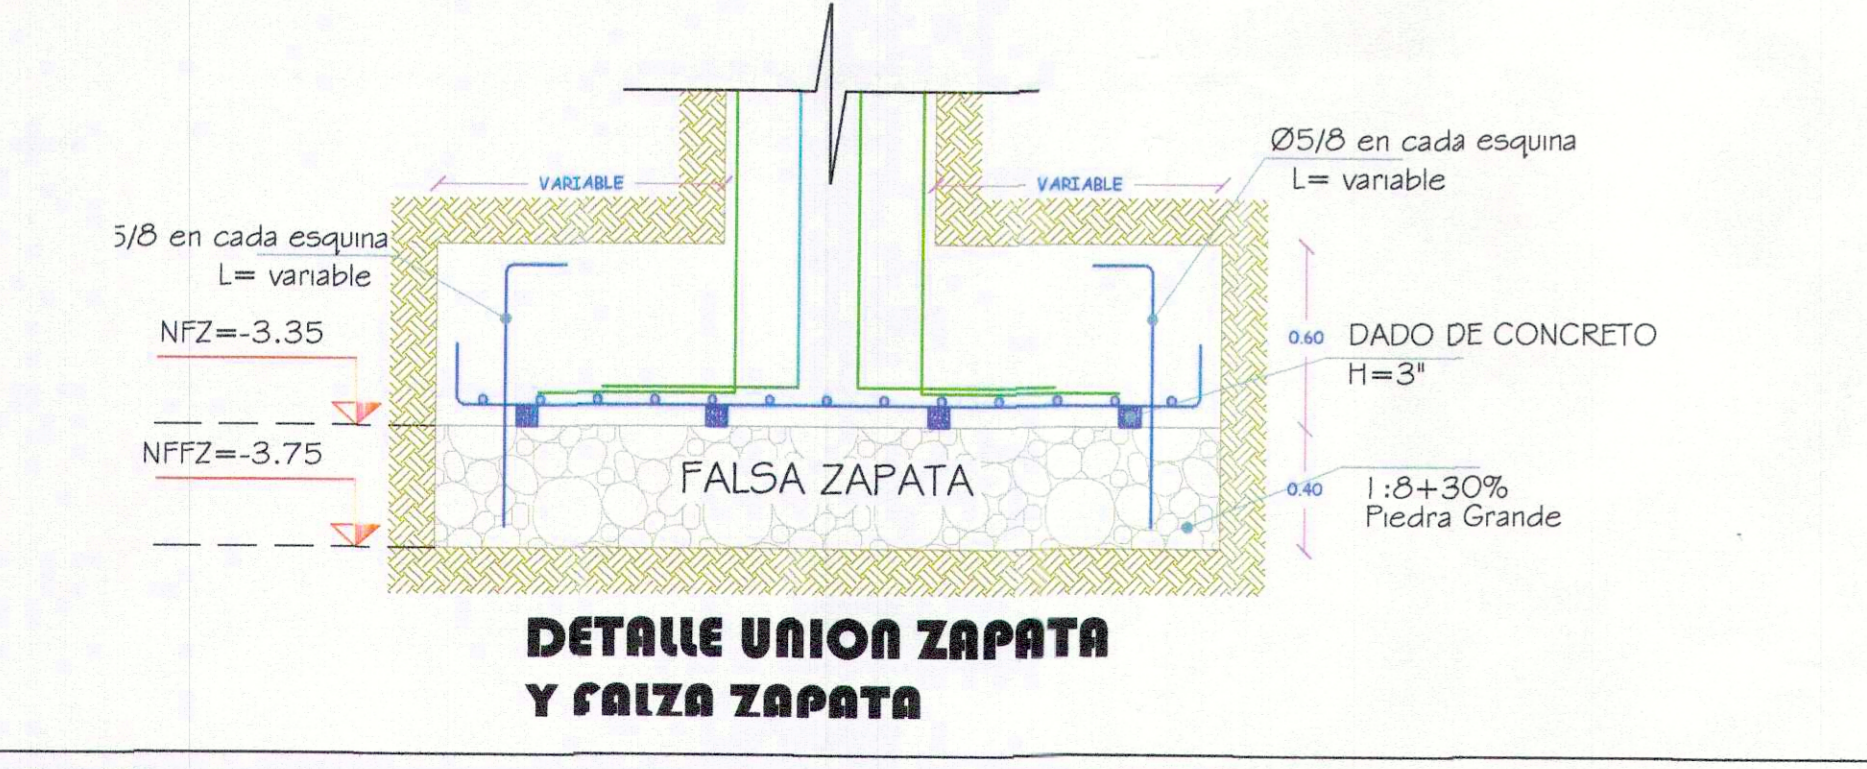 VARIABLE
VARIABLE
Ø5/8 en cada esquina
L= variable
5/8 en cada esquina
L= variable
NFZ=-3.35
0.60
DADO DE CONCRETO
H=3"
NFFZ=-3.75
FALSA ZAPATA
0.40
1:8+30%
Piedra Grande
DETALLE UNION ZAPATA
Y FALZA ZAPATA